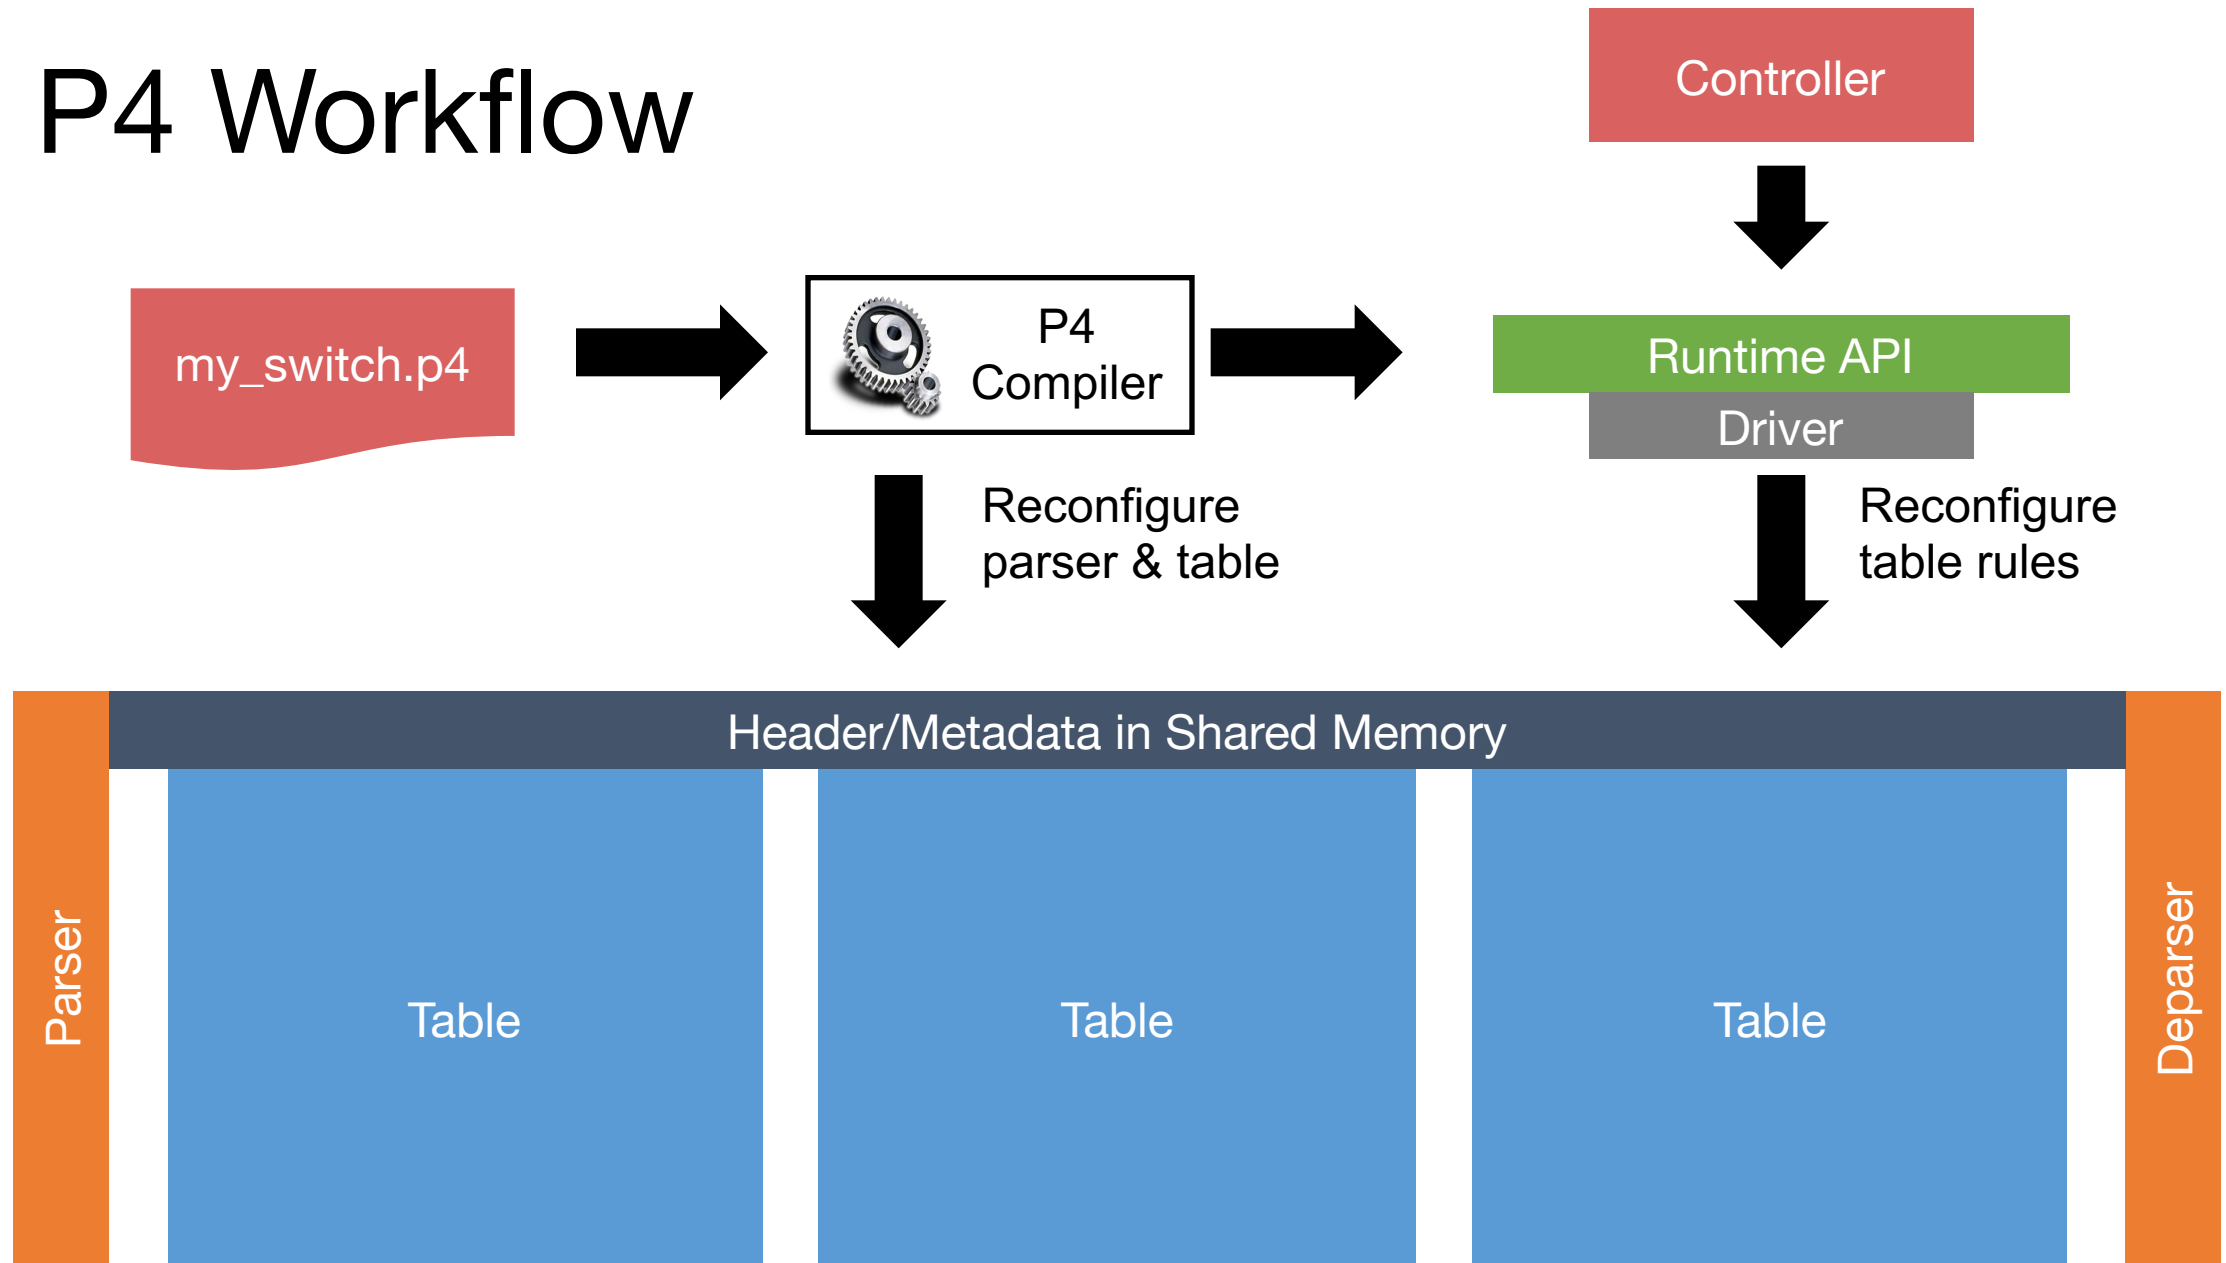 P4 Workflow
Controller
my_switch.p4
P4
Compiler
Runtime API
Driver
Reconfigure
parser & table
Reconfigure
table rules
Header/Metadata in Shared Memory
Parser
Table
Table
Table
Deparser